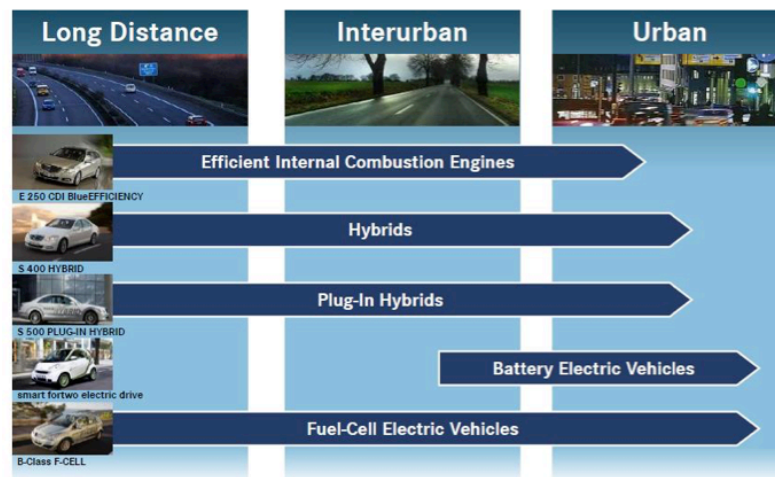 Long Distance
Interurban
Urban
Efficient Internal Combustion Engines
E 250 CDI BlueEFFICIENCY
Hybrids
S 400 HYBRID
Plug-In Hybrids
S 500 PLUG-IN HYBRID
Battery Electric Vehicles
smart fortwo electric drive
Fuel-Cell Electric Vehicles
B-Class F-CELL